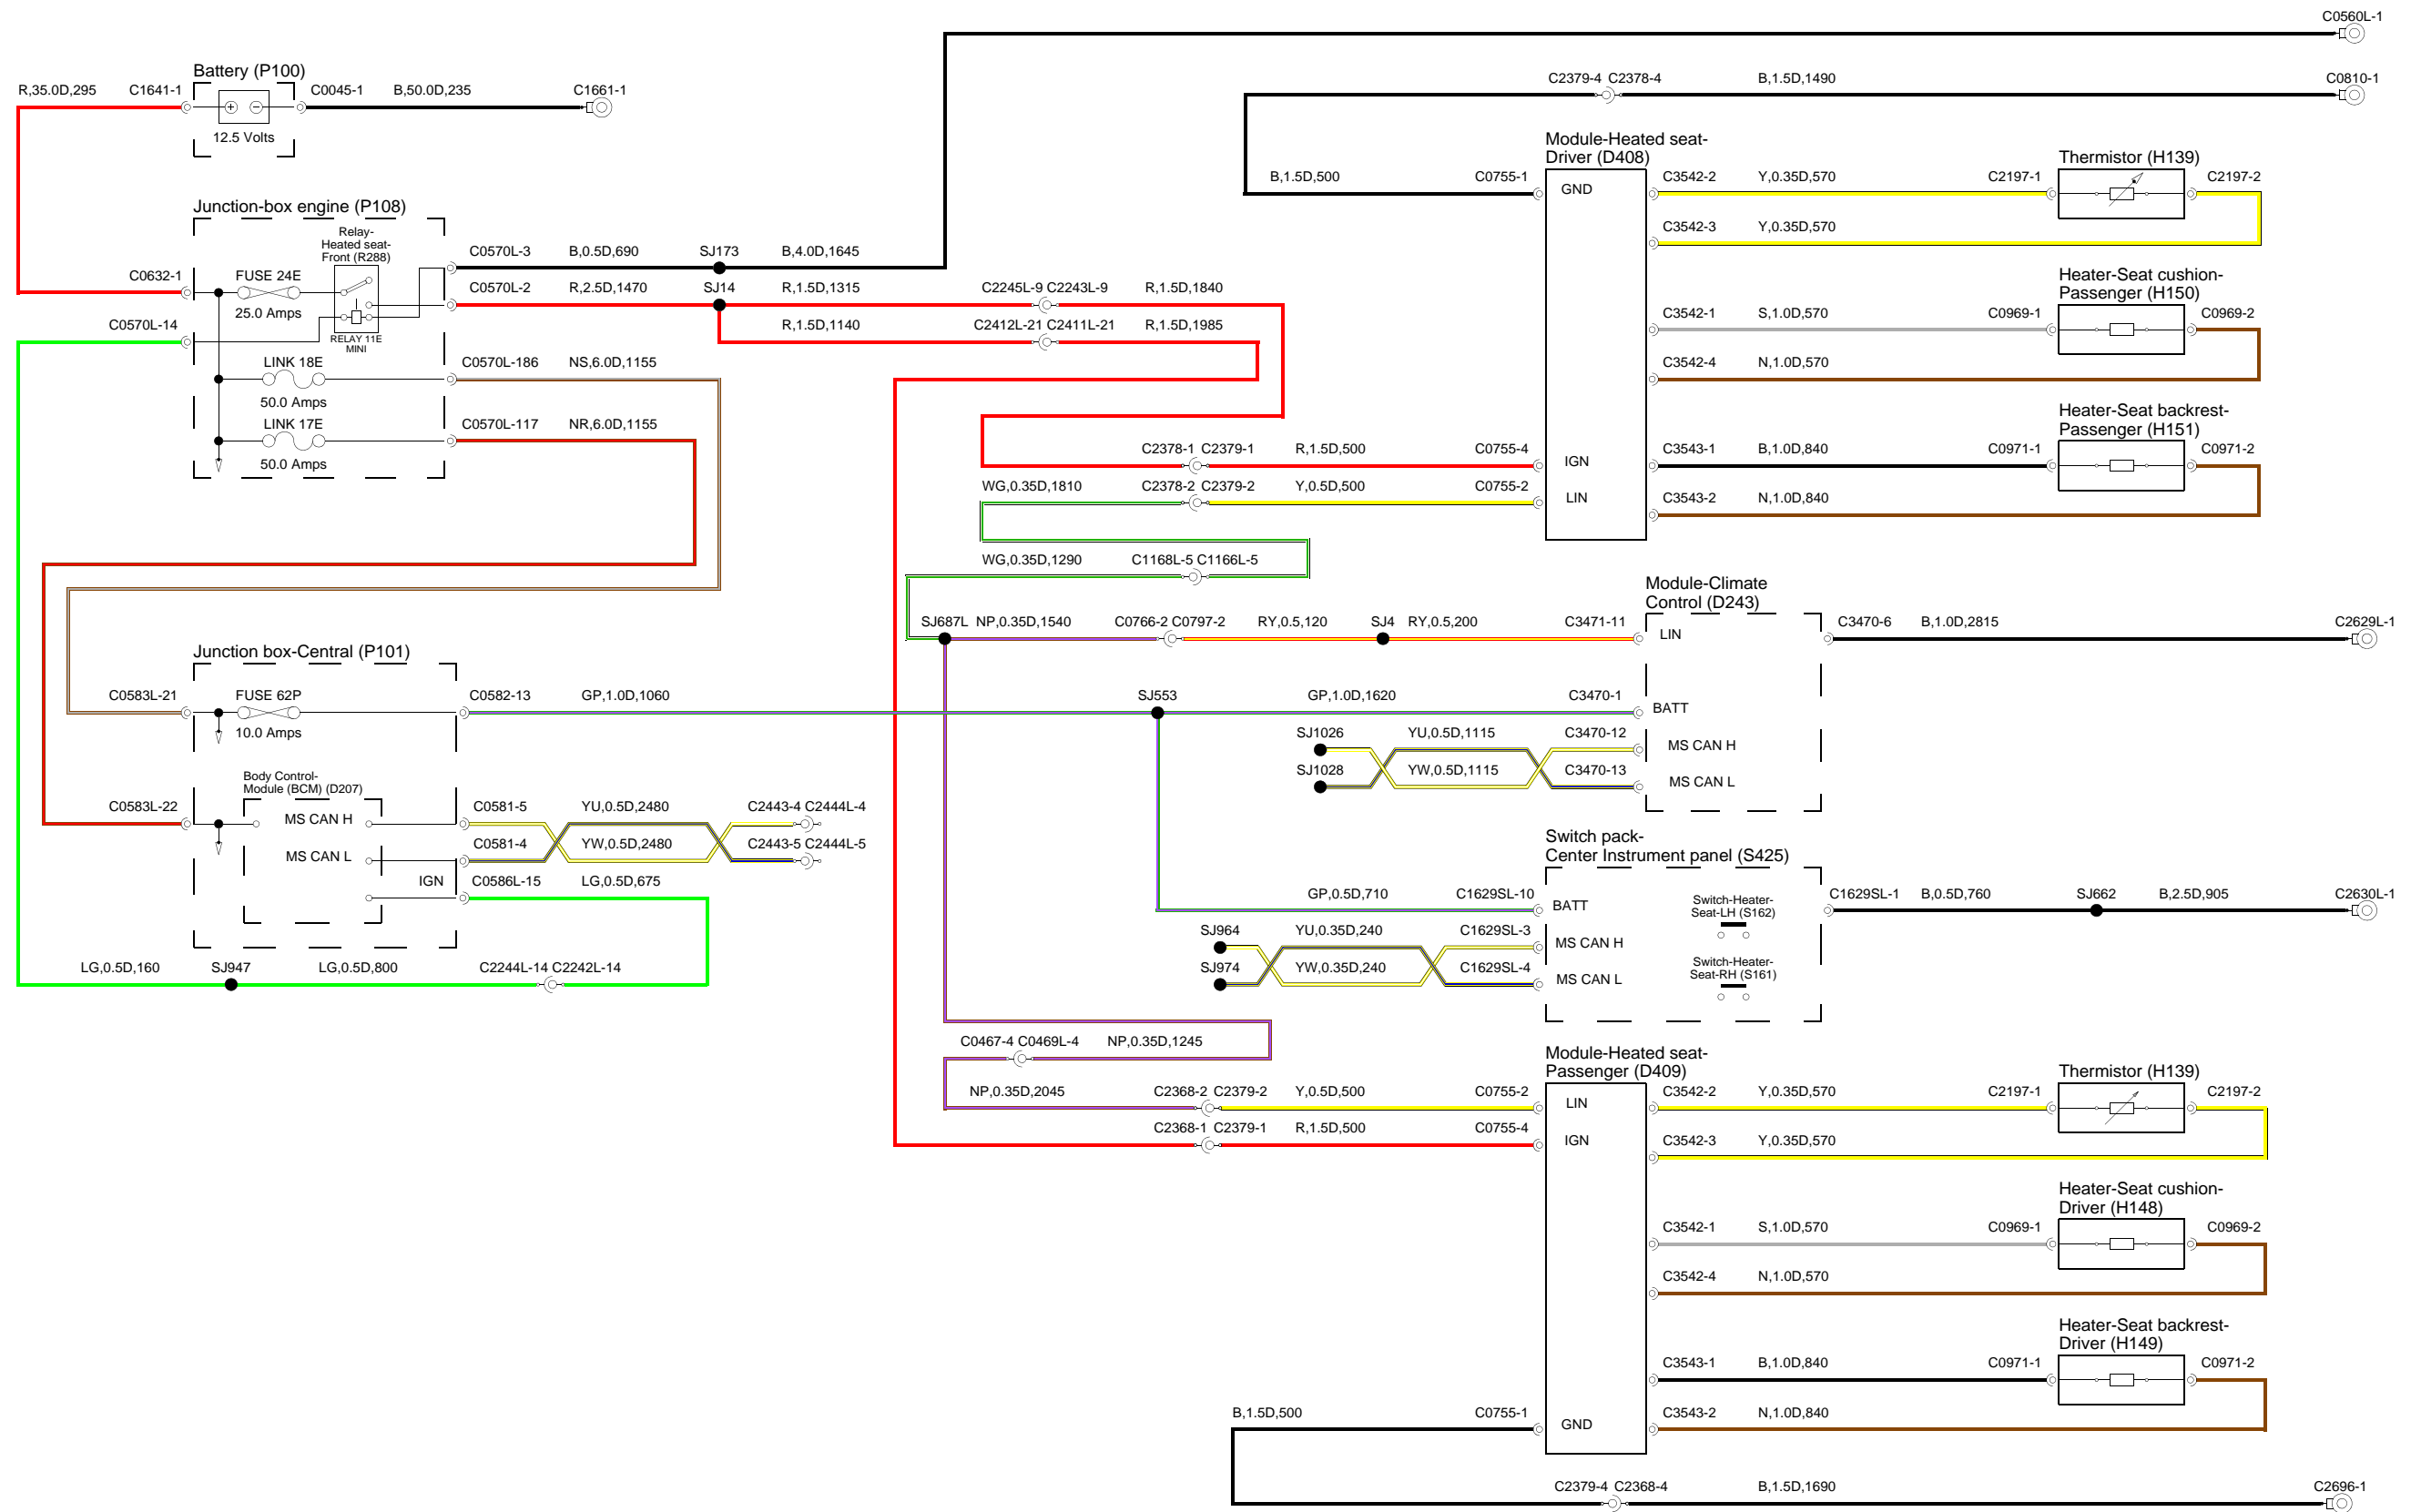 C0560L-1
Battery (P100)
R,35.0D,295 C1641-1 C0045-1 B,50.0D,235 C1661-1
12.5 Volts
C2379-4 C2378-4 B,1.5D,1490 C0810-1
Module-Heated seat-
Driver (D408)
B,1.5D,500 C0755-1 GND
C3542-2 Y,0.35D,570 C2197-1
Thermistor (H139)
C2197-2
C3542-3 Y,0.35D,570
Heater-Seat cushion-
Passenger (H150)
C3542-1 S,1.0D,570 C0969-1 C0969-2
C3542-4 N,1.0D,570
Heater-Seat backrest-
Passenger (H151)
C3543-1 B,1.0D,840 C0971-1 C0971-2
C3543-2 N,1.0D,840
Junction-box engine (P108)
Relay-
Heated seat-
Front (R288)
C0570L-3 B,0.5D,690 SJ173 B,4.0D,1645
C0632-1 FUSE 24E
25.0 Amps
C0570L-2 R,2.5D,1470 SJ14 R,1.5D,1315 C2245L-9 C2243L-9 R,1.5D,1840
C0570L-14
RELAY 11E
MINI
R,1.5D,1140 C2412L-21 C2411L-21 R,1.5D,1985
LINK 18E
50.0 Amps
C0570L-186 NS,6.0D,1155
LINK 17E
50.0 Amps
C0570L-117 NR,6.0D,1155
C2378-1 C2379-1 R,1.5D,500 C0755-4 IGN
WG,0.35D,1810 C2378-2 C2379-2 Y,0.5D,500 C0755-2 LIN
WG,0.35D,1290 C1168L-5 C1166L-5
Module-Climate
Control (D243)
SJ687L NP,0.35D,1540 C0766-2 C0797-2 RY,0.5,120 SJ4 RY,0.5,200 C3471-11 LIN
C3470-6 B,1.0D,2815 C2629L-1
Junction box-Central (P101)
C0583L-21 FUSE 62P
10.0 Amps
C0582-13 GP,1.0D,1060 SJ553 GP,1.0D,1620 C3470-1 BATT
SJ1026 YU,0.5D,1115 C3470-12 MS CAN H
SJ1028 YW,0.5D,1115 C3470-13 MS CAN L
Body Control-
Module (BCM) (D207)
C0583L-22 MS CAN H C0581-5 YU,0.5D,2480 C2443-4 C2444L-4
MS CAN L C0581-4 YW,0.5D,2480 C2443-5 C2444L-5
IGN C0586L-15 LG,0.5D,675
LG,0.5D,160 SJ947 LG,0.5D,800 C2244L-14 C2242L-14
Switch pack-
Center Instrument panel (S425)
GP,0.5D,710 C1629SL-10 BATT
Switch-Heater-
Seat-LH (S162)
C1629SL-1 B,0.5D,760 SJ662 B,2.5D,905 C2630L-1
SJ964 YU,0.35D,240 C1629SL-3 MS CAN H
SJ974 YW,0.35D,240 C1629SL-4 MS CAN L
Switch-Heater-
Seat-RH (S161)
C0467-4 C0469L-4 NP,0.35D,1245
Module-Heated seat-
Passenger (D409)
NP,0.35D,2045 C2368-2 C2379-2 Y,0.5D,500 C0755-2 LIN
C2368-1 C2379-1 R,1.5D,500 C0755-4 IGN
C3542-2 Y,0.35D,570 C2197-1
Thermistor (H139)
C2197-2
C3542-3 Y,0.35D,570
Heater-Seat cushion-
Driver (H148)
C3542-1 S,1.0D,570 C0969-1 C0969-2
C3542-4 N,1.0D,570
Heater-Seat backrest-
Driver (H149)
C3543-1 B,1.0D,840 C0971-1 C0971-2
B,1.5D,500 C0755-1 GND C3543-2 N,1.0D,840
C2379-4 C2368-4 B,1.5D,1690 C2696-1